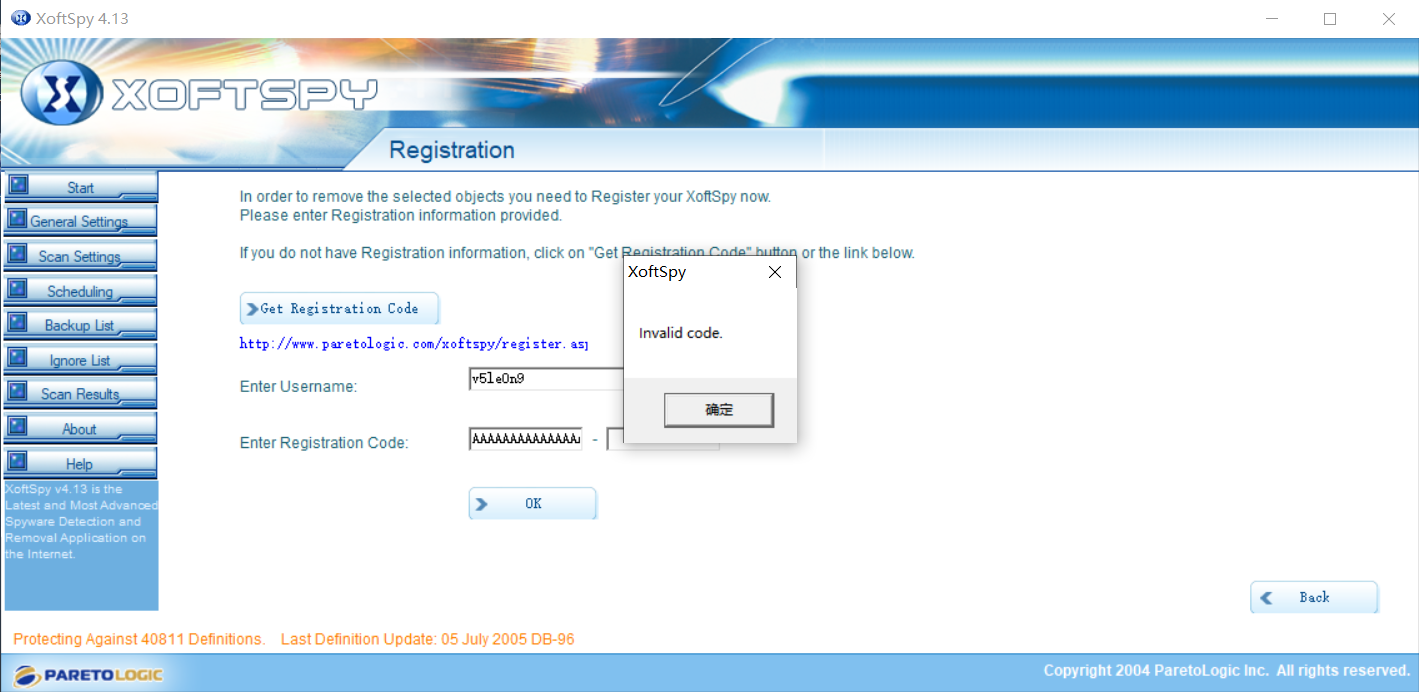 XoftSpy 4.13
XOFTSPY
Registration
Start
General Settings
Scan Settings
Scheduling
Backup List
Ignore List
Scan Results
About
Help
XoftSpy v4.13 is the
Latest and Most Advanced
Spyware Detection and
Removal Application on
the Internet.
In order to remove the selected objects you need to Register your XoftSpy now.
Please enter Registration information provided.
If you do not have Registration information, click on "Get Registration Code" button or the link below.
Get Registration Code
http://www.paretologic.com/xoftspy/register.asp
Enter Username:
v5le0n9
Enter Registration Code:
AAAAAAAAAAAAAA
-
OK
XoftSpy
Invalid code.
确定
Back
Protecting Against 40811 Definitions. Last Definition Update: 05 July 2005 DB-96
PARETOLOGIC
Copyright 2004 ParetoLogic Inc. All rights reserved.